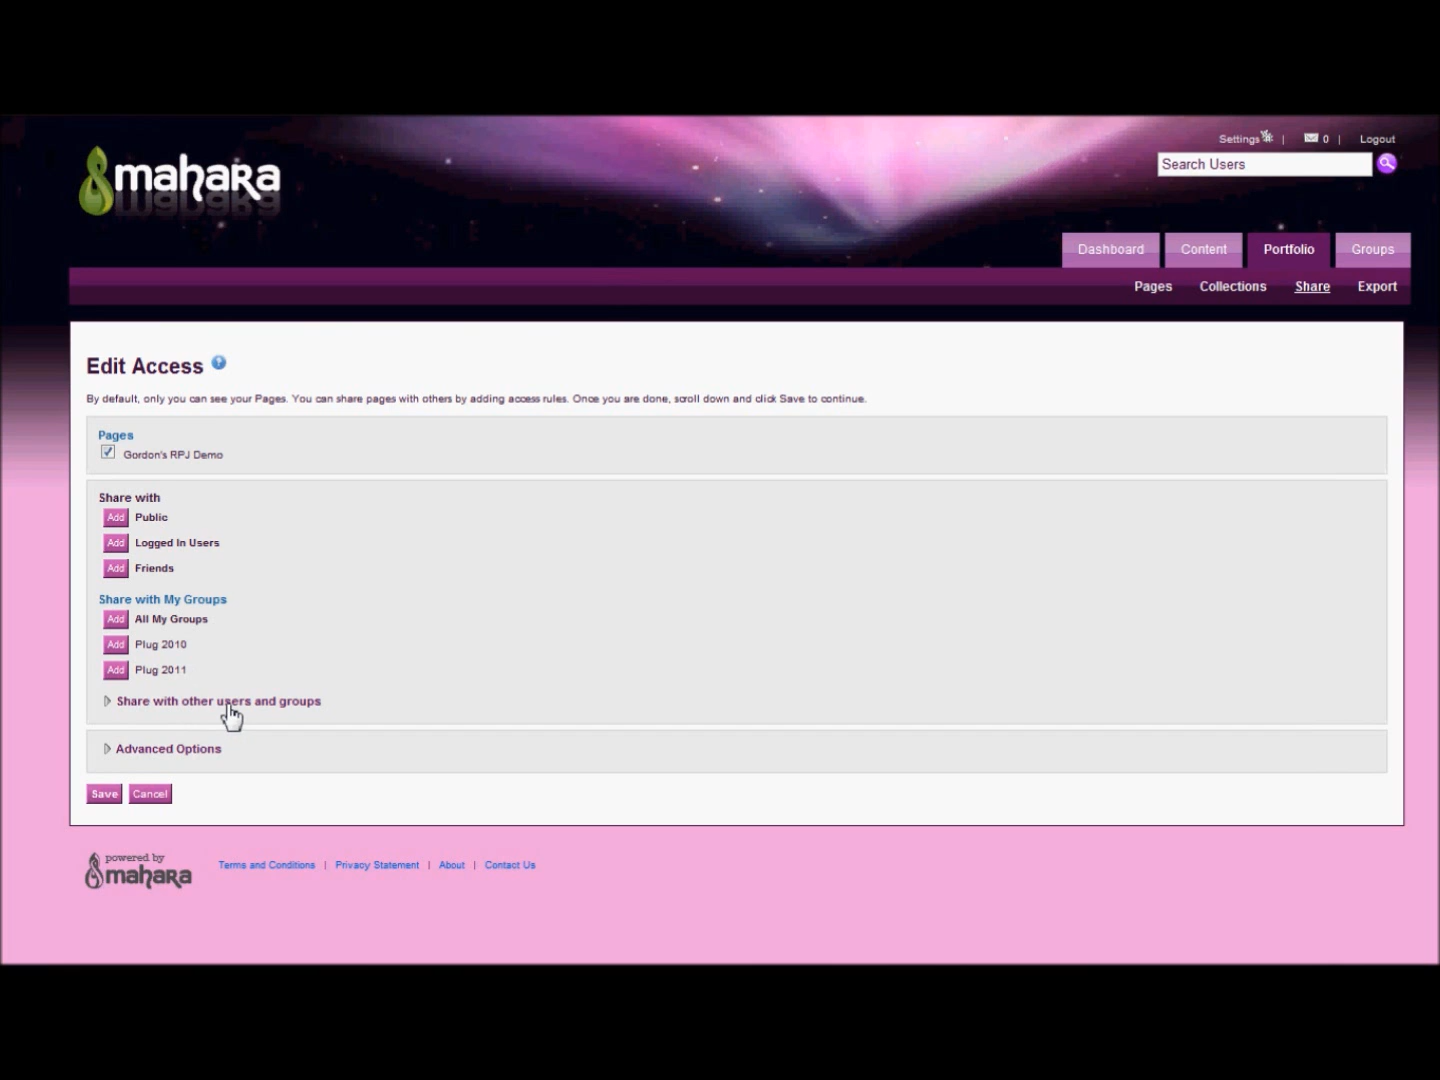 mahara
Settings | 0 | Logout
Search Users
Dashboard Content Portfolio Groups
Pages Collections Share Export
Edit Access
By default, only you can see your Pages. You can share pages with others by adding access rules. Once you are done, scroll down and click Save to continue.
Pages
Gordon's RPJ Demo
Share with
Add Public
Add Logged In Users
Add Friends
Share with My Groups
Add All My Groups
Add Plug 2010
Add Plug 2011
Share with other users and groups
Advanced Options
Save Cancel
powered by
mahara
Terms and Conditions | Privacy Statement | About | Contact Us